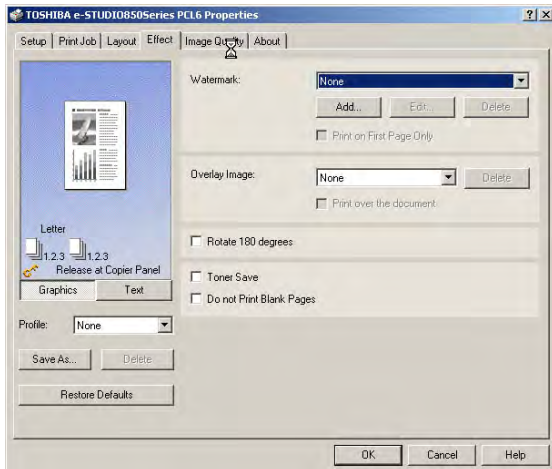 TOSHIBA e-STUDIO850Series PCL6 Properties
Setup Print Job Layout Effect Image Quality About
Watermark: None
Add... Edit... Delete
Print on First Page Only
Overlay Image: None Delete
Print over the document
Letter
1.2.3 1.2.3
Release at Copier Panel
Graphics Text
Rotate 180 degrees
Toner Save
Do not Print Blank Pages
Profile: None
Save As... Delete
Restore Defaults
OK Cancel Help